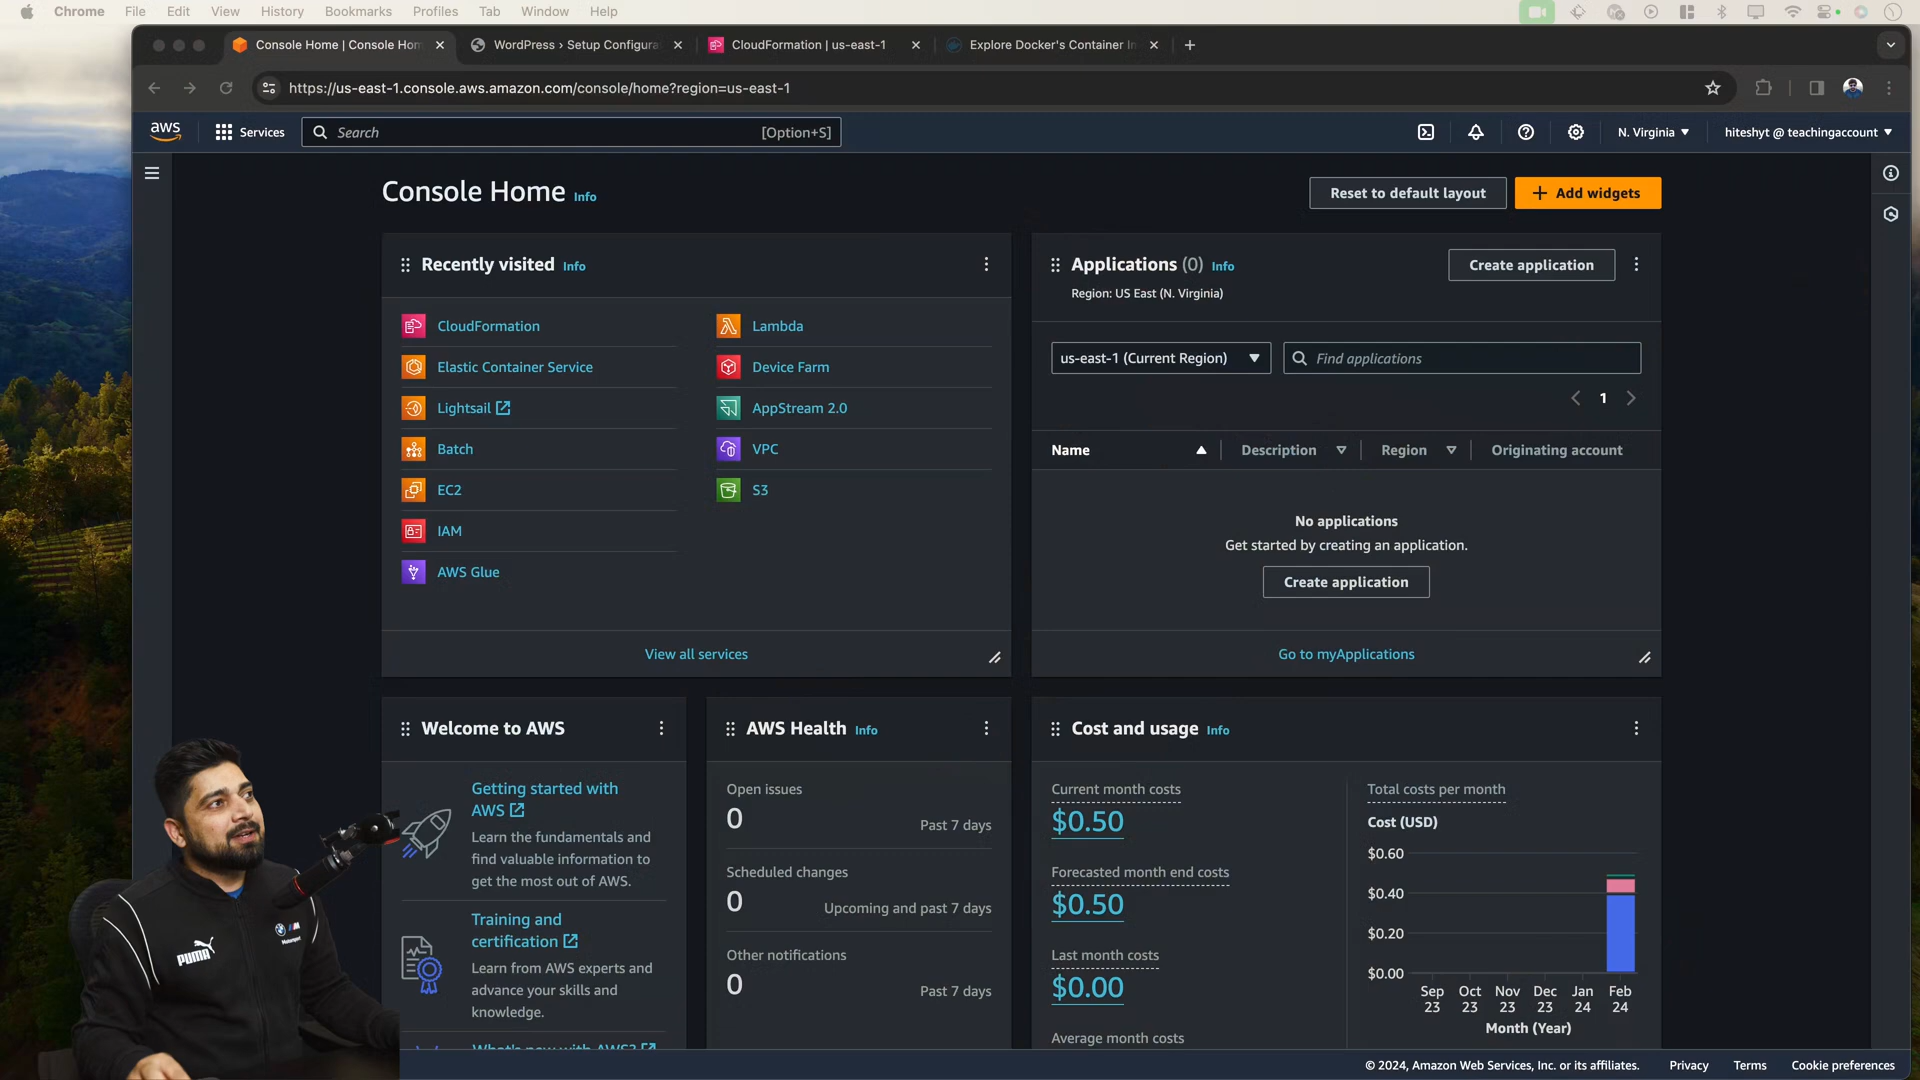 Chrome File Edit View History Bookmarks Profiles Tab Window Help
Console Home | Console Hom
WordPress › Setup Configura
CloudFormation | us-east-1
Explore Docker's Container In
https://us-east-1.console.aws.amazon.com/console/home?region=us-east-1
aws Services Search [Option+S] N. Virginia ▼ hiteshyt @ teachingaccount ▼
Console Home Info
Reset to default layout
+ Add widgets
Recently visited Info
CloudFormation
Elastic Container Service
Lightsail
Batch
EC2
IAM
AWS Glue
Lambda
Device Farm
AppStream 2.0
VPC
S3
View all services
Applications (0) Info
Region: US East (N. Virginia)
Create application
us-east-1 (Current Region)
Find applications
1
Name Description Region Originating account
No applications
Get started by creating an application.
Create application
Go to myApplications
Welcome to AWS
Getting started with
AWS
Learn the fundamentals and
find valuable information to
get the most out of AWS.
Training and
certification
Learn from AWS experts and
advance your skills and
knowledge.
What's new with AWS?
AWS Health Info
Open issues
0
Past 7 days
Scheduled changes
0
Upcoming and past 7 days
Other notifications
0
Past 7 days
Cost and usage Info
Current month costs
$0.50
Forecasted month end costs
$0.50
Last month costs
$0.00
Average month costs
Total costs per month
Cost (USD)
$0.60
$0.40
$0.20
$0.00
Sep Oct Nov Dec Jan Feb
23 23 23 23 24 24
Month (Year)
PUMA
© 2024, Amazon Web Services, Inc. or its affiliates. Privacy Terms Cookie preferences